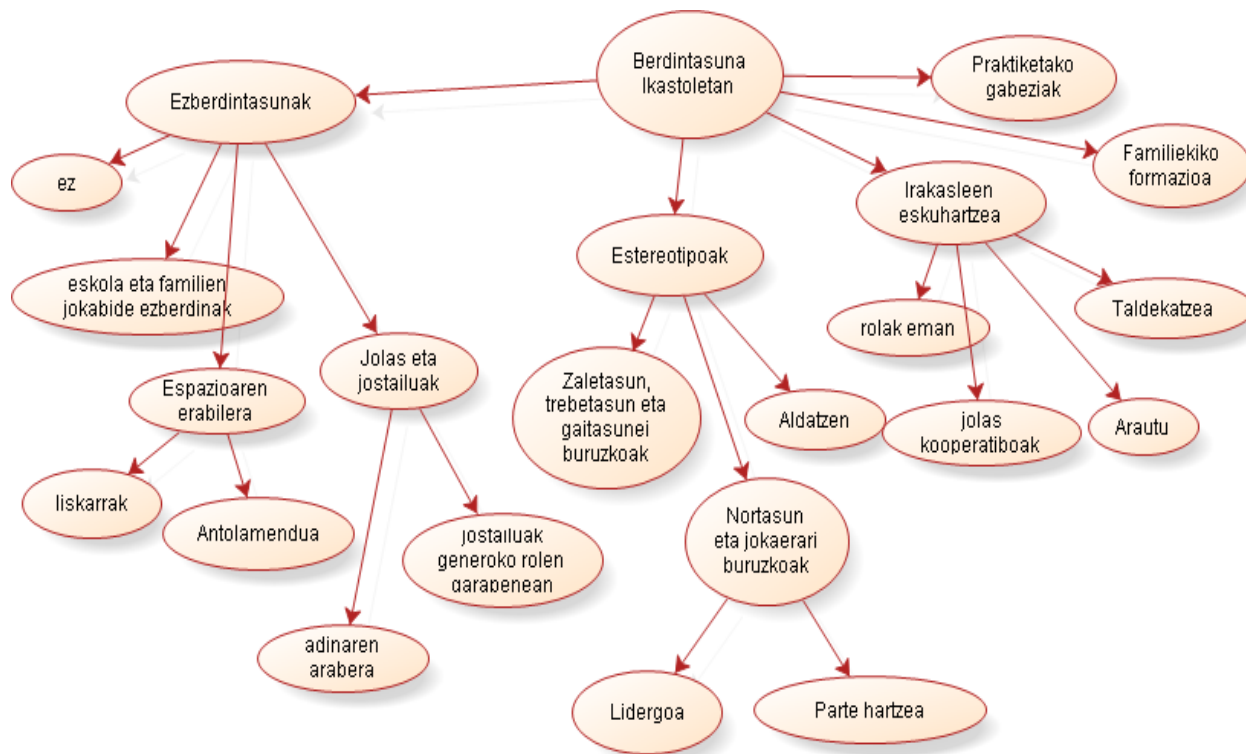 Berdintasuna
Ikastoletan
Praktiketako
gabeziak
Ezberdintasunak
Familiekiko
formazioa
ez
Irakasleen
eskuhartzea
Estereotipoak
eskola eta familien
jokabide ezberdinak
Taldekatzea
rolak eman
Jolas eta
jostailuak
Espazioaren
erabilera
Zaletasun,
trebetasun eta
gaitasunei
buruzkoak
Aldatzen
jolas
kooperatiboak
Arautu
liskarrak
Antolamendua
jostailuak
generoko rolen
garapenean
Nortasun
eta jokaerari
buruzkoak
adinaren
arabera
Lidergoa
Parte hartzea